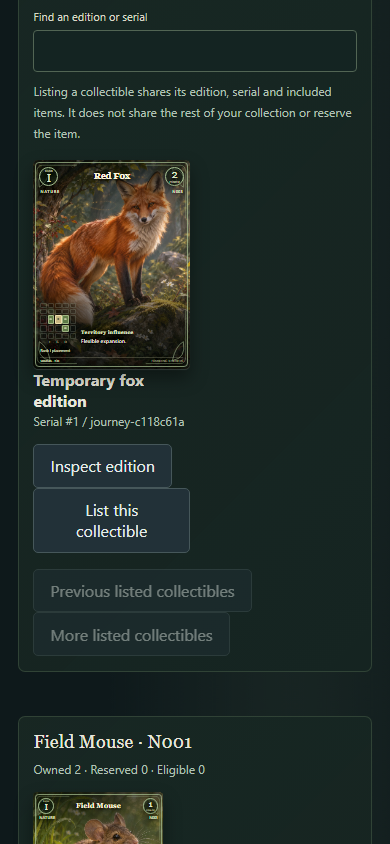 Find an edition or serial
Listing a collectible shares its edition, serial and included
items. It does not share the rest of your collection or reserve
the item.
I
Red Fox
2
NATURE
Territory Influence
Flexible expansion.
Rank 1 placement
Temporary fox
edition
Serial #1 / journey-c118c61a
Inspect edition
List this
collectible
Previous listed collectibles
More listed collectibles
Field Mouse · N001
Owned 2 · Reserved 0 · Eligible 0
I
Field Mouse
1
NATURE